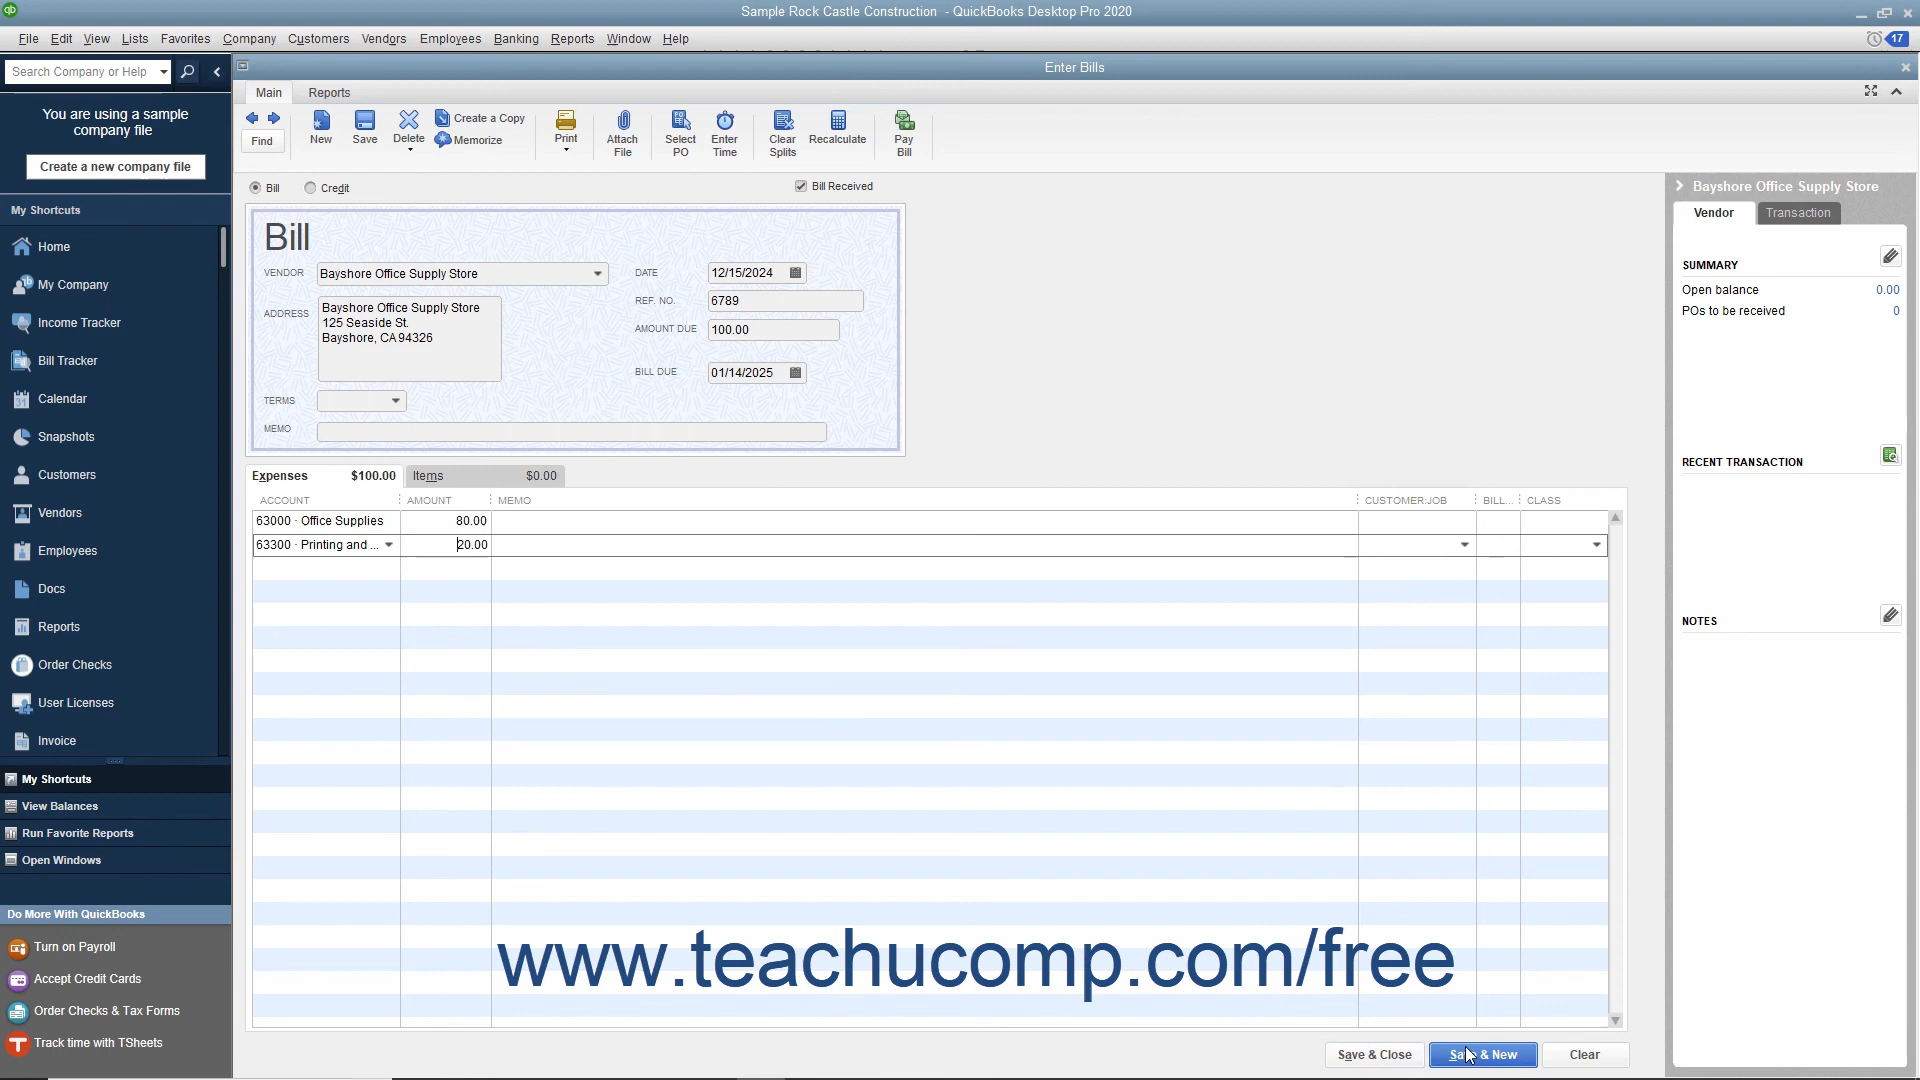 Sample Rock Castle Construction - QuickBooks Desktop Pro 2020
File Edit View Lists Favorites Company Customers Vendors Employees Banking Reports Window Help
17
Search Company or Help
Enter Bills
You are using a sample
company file
Create a new company file
My Shortcuts
Home
My Company
Income Tracker
Bill Tracker
Calendar
Snapshots
Customers
Vendors
Employees
Docs
Reports
Order Checks
User Licenses
Invoice
My Shortcuts
View Balances
Run Favorite Reports
Open Windows
Do More With QuickBooks
Turn on Payroll
Accept Credit Cards
Order Checks & Tax Forms
Track time with TSheets
Main Reports
Find
New
Save
Delete
Create a Copy
Memorize
Print
Attach
File
Select
PO
Enter
Time
Clear
Splits
Recalculate
Pay
Bill
Bill Credit Bill Received
Bill
VENDOR Bayshore Office Supply Store
ADDRESS
Bayshore Office Supply Store
125 Seaside St.
Bayshore, CA 94326
TERMS
MEMO
DATE 12/15/2024
REF. NO. 6789
AMOUNT DUE 100.00
BILL DUE 01/14/2025
Expenses $100.00 Items $0.00
ACCOUNT AMOUNT MEMO CUSTOMER:JOB BILL... CLASS
63000 · Office Supplies 80.00
63300 · Printing and ... 20.00
www.teachucomp.com/free
Save & Close Save & New Clear
Bayshore Office Supply Store
Vendor Transaction
SUMMARY
Open balance 0.00
POs to be received 0
RECENT TRANSACTION
NOTES